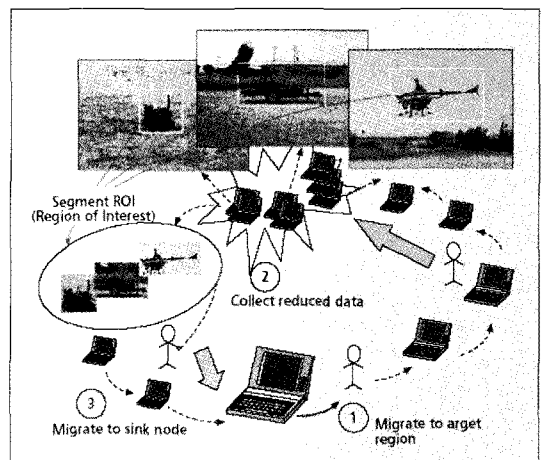 Segment ROI
(Region of Interest)
2
Collect reduced data
3
Migrate to sink node
1
Migrate to arget
region